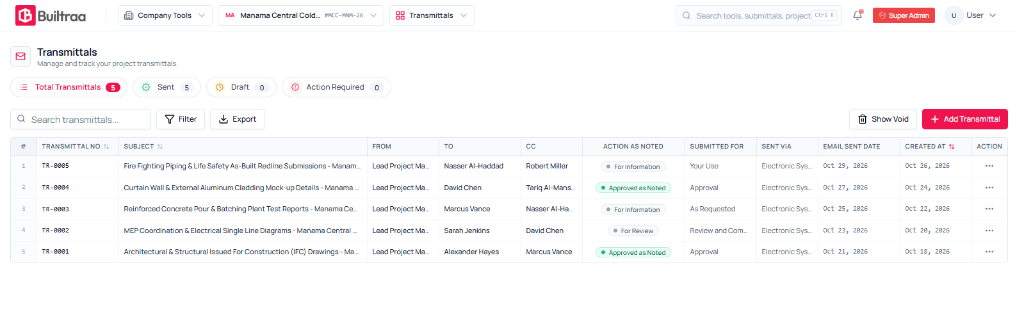 Builtraa
Company Tools
MA Manama Central Cold.. #MCC-MNM-26
Transmittals
Search tools, submittals, project Ctrl K
Super Admin
U User
Transmittals
Manage and track your project transmittals.
Total Transmittals 5
Sent 5
Draft 0
Action Required 0
Search transmittals...
Filter
Export
Show Void
+ Add Transmittal
# TRANSMITTAL NO SUBJECT FROM TO CC ACTION AS NOTED SUBMITTED FOR SENT VIA EMAIL SENT DATE CREATED AT ACTION
1 TR-0005 Fire Fighting Piping & Life Safety As-Built Redline Submissions - Manam... Lead Project Ma... Nasser Al-Haddad Robert Miller For Information Your Use Electronic Sys... Oct 29, 2026 Oct 26, 2026 ...
2 TR-0004 Curtain Wall & External Aluminum Cladding Mock-up Details - Manama ... Lead Project Ma... David Chen Tariq Al-Mans... Approved as Noted Approval Electronic Sys... Oct 27, 2026 Oct 24, 2026 ...
3 TR-0003 Reinforced Concrete Pour & Batching Plant Test Reports - Manama Ce... Lead Project Ma... Marcus Vance Nasser Al-Ha... For Information As Requested Electronic Sys... Oct 25, 2026 Oct 22, 2026 ...
4 TR-0002 MEP Coordination & Electrical Single Line Diagrams - Manama Central ... Lead Project Ma... Sarah Jenkins David Chen For Review Review and Com... Electronic Sys... Oct 23, 2026 Oct 20, 2026 ...
5 TR-0001 Architectural & Structural Issued For Construction (IFC) Drawings - Ma... Lead Project Ma... Alexander Hayes Marcus Vance Approved as Noted Approval Electronic Sys... Oct 21, 2026 Oct 18, 2026 ...